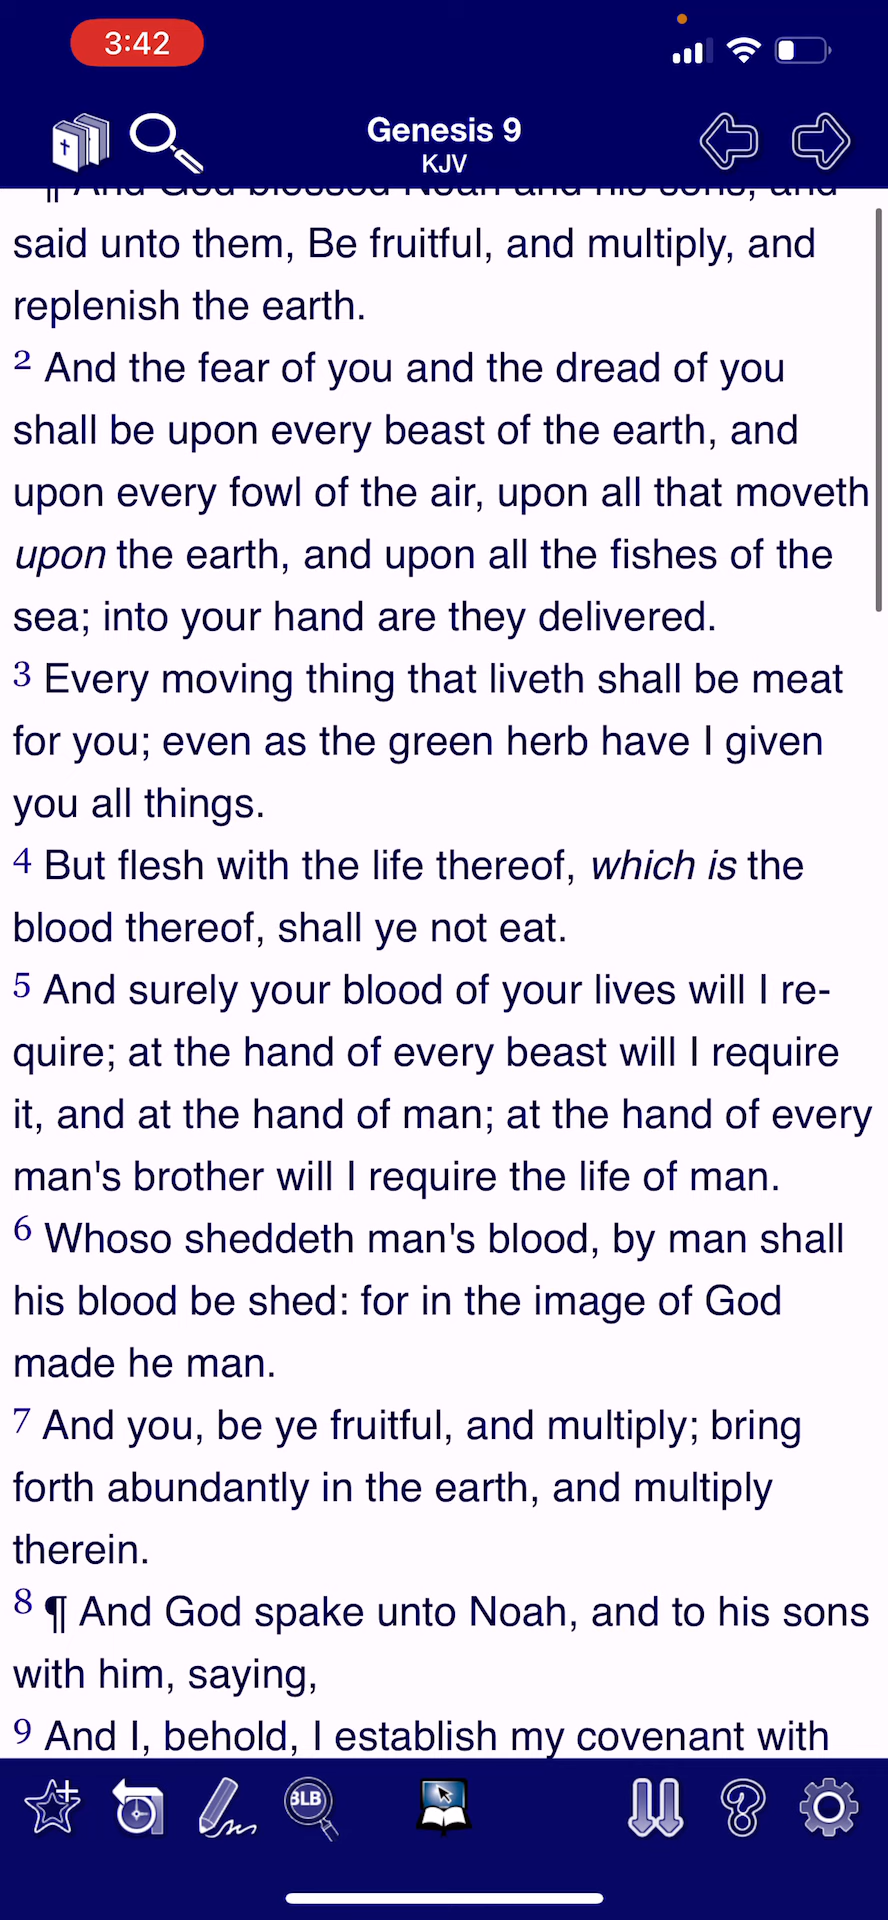 3:42
Genesis 9
KJV
¶ And God blessed Noah and his sons, and
said unto them, Be fruitful, and multiply, and
replenish the earth.
2 And the fear of you and the dread of you
shall be upon every beast of the earth, and
upon every fowl of the air, upon all that moveth
upon the earth, and upon all the fishes of the
sea; into your hand are they delivered.
3 Every moving thing that liveth shall be meat
for you; even as the green herb have I given
you all things.
4 But flesh with the life thereof, which is the
blood thereof, shall ye not eat.
5 And surely your blood of your lives will I re-
quire; at the hand of every beast will I require
it, and at the hand of man; at the hand of every
man's brother will I require the life of man.
6 Whoso sheddeth man's blood, by man shall
his blood be shed: for in the image of God
made he man.
7 And you, be ye fruitful, and multiply; bring
forth abundantly in the earth, and multiply
therein.
8 ¶ And God spake unto Noah, and to his sons
with him, saying,
9 And I, behold, I establish my covenant with
BLB